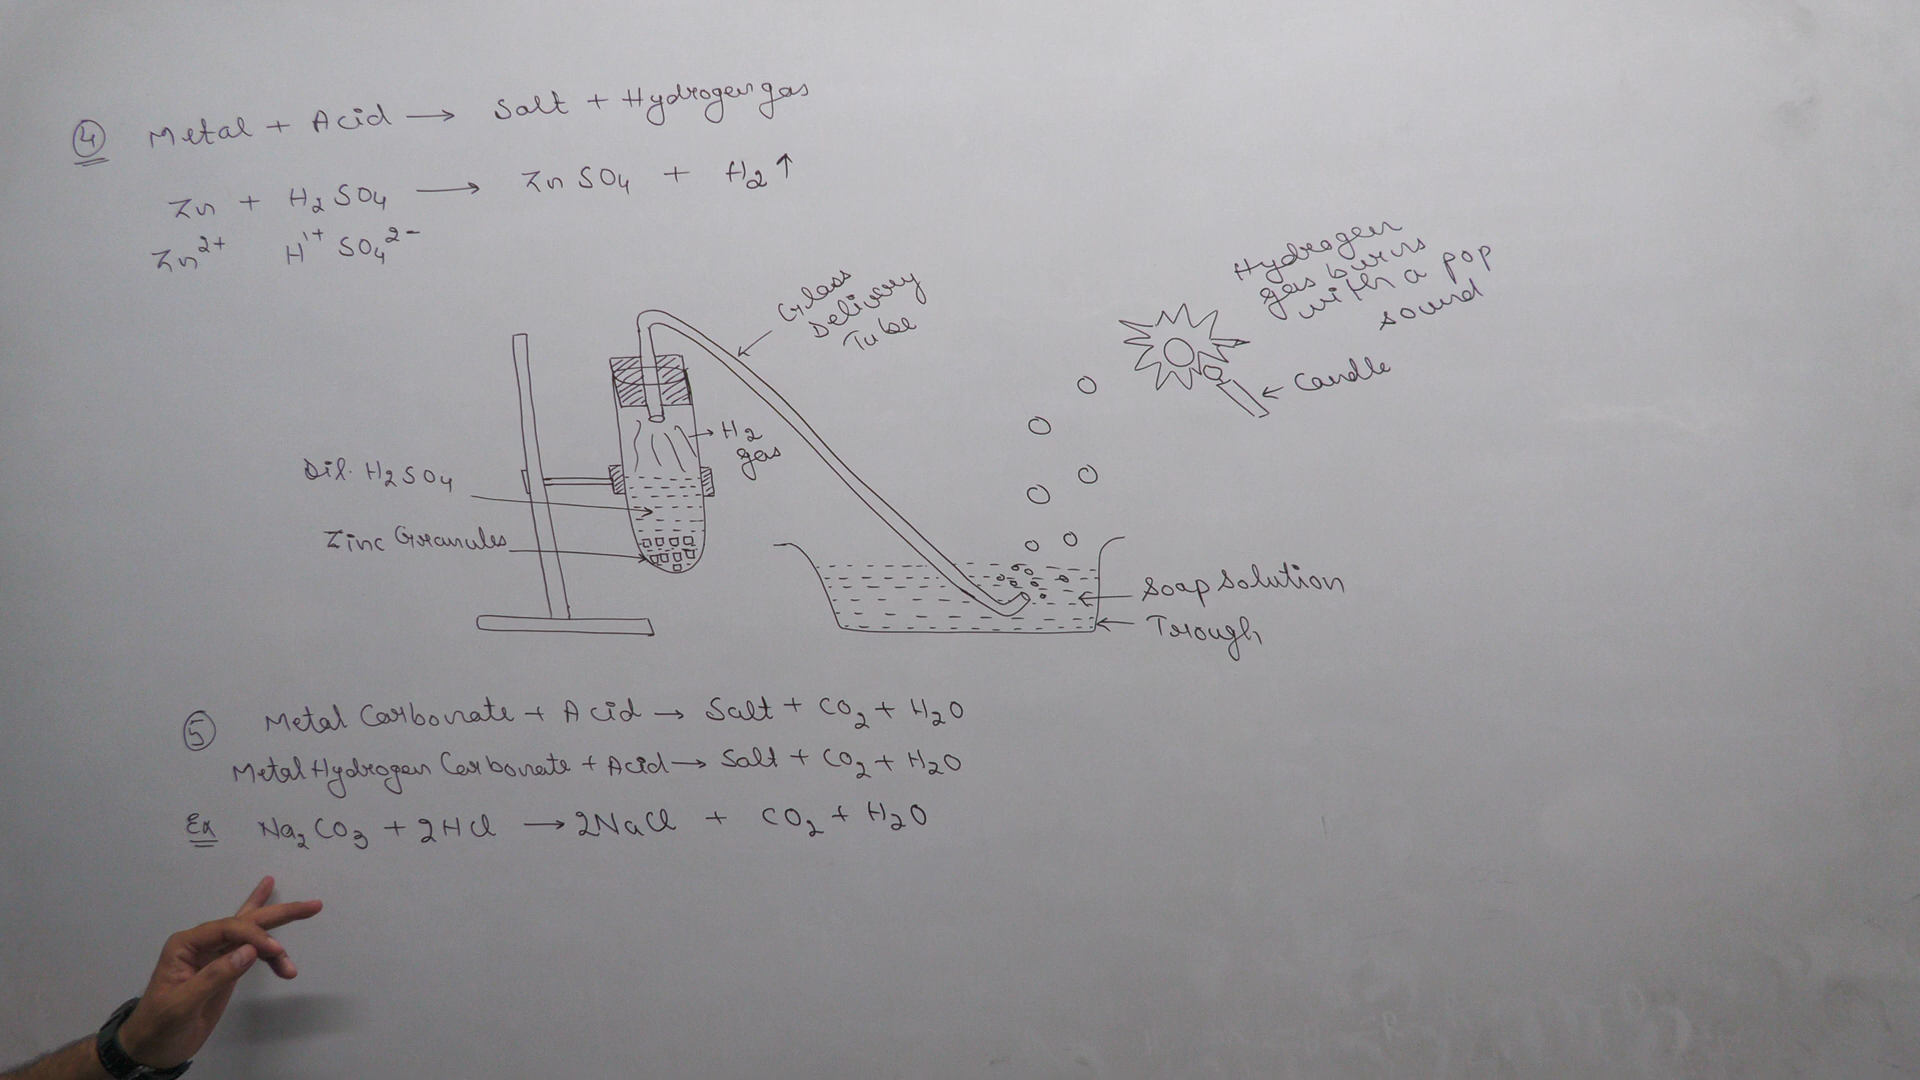 ④ Metal + Acid → Salt + Hydrogen gas
Zn + H₂SO₄ → ZnSO₄ + H₂↑
Zn²⁺ H¹⁺ SO₄²⁻
Glass
Delivery
Tube
Hydrogen
gas burns
with a pop
sound
Candle
H₂
gas
Dil. H₂SO₄
Zinc Granules
Soap Solution
Trough
⑤ Metal Carbonate + Acid → Salt + CO₂ + H₂O
Metal Hydrogen Carbonate + Acid → Salt + CO₂ + H₂O
Ex Na₂CO₃ + 2HCl → 2NaCl + CO₂ + H₂O